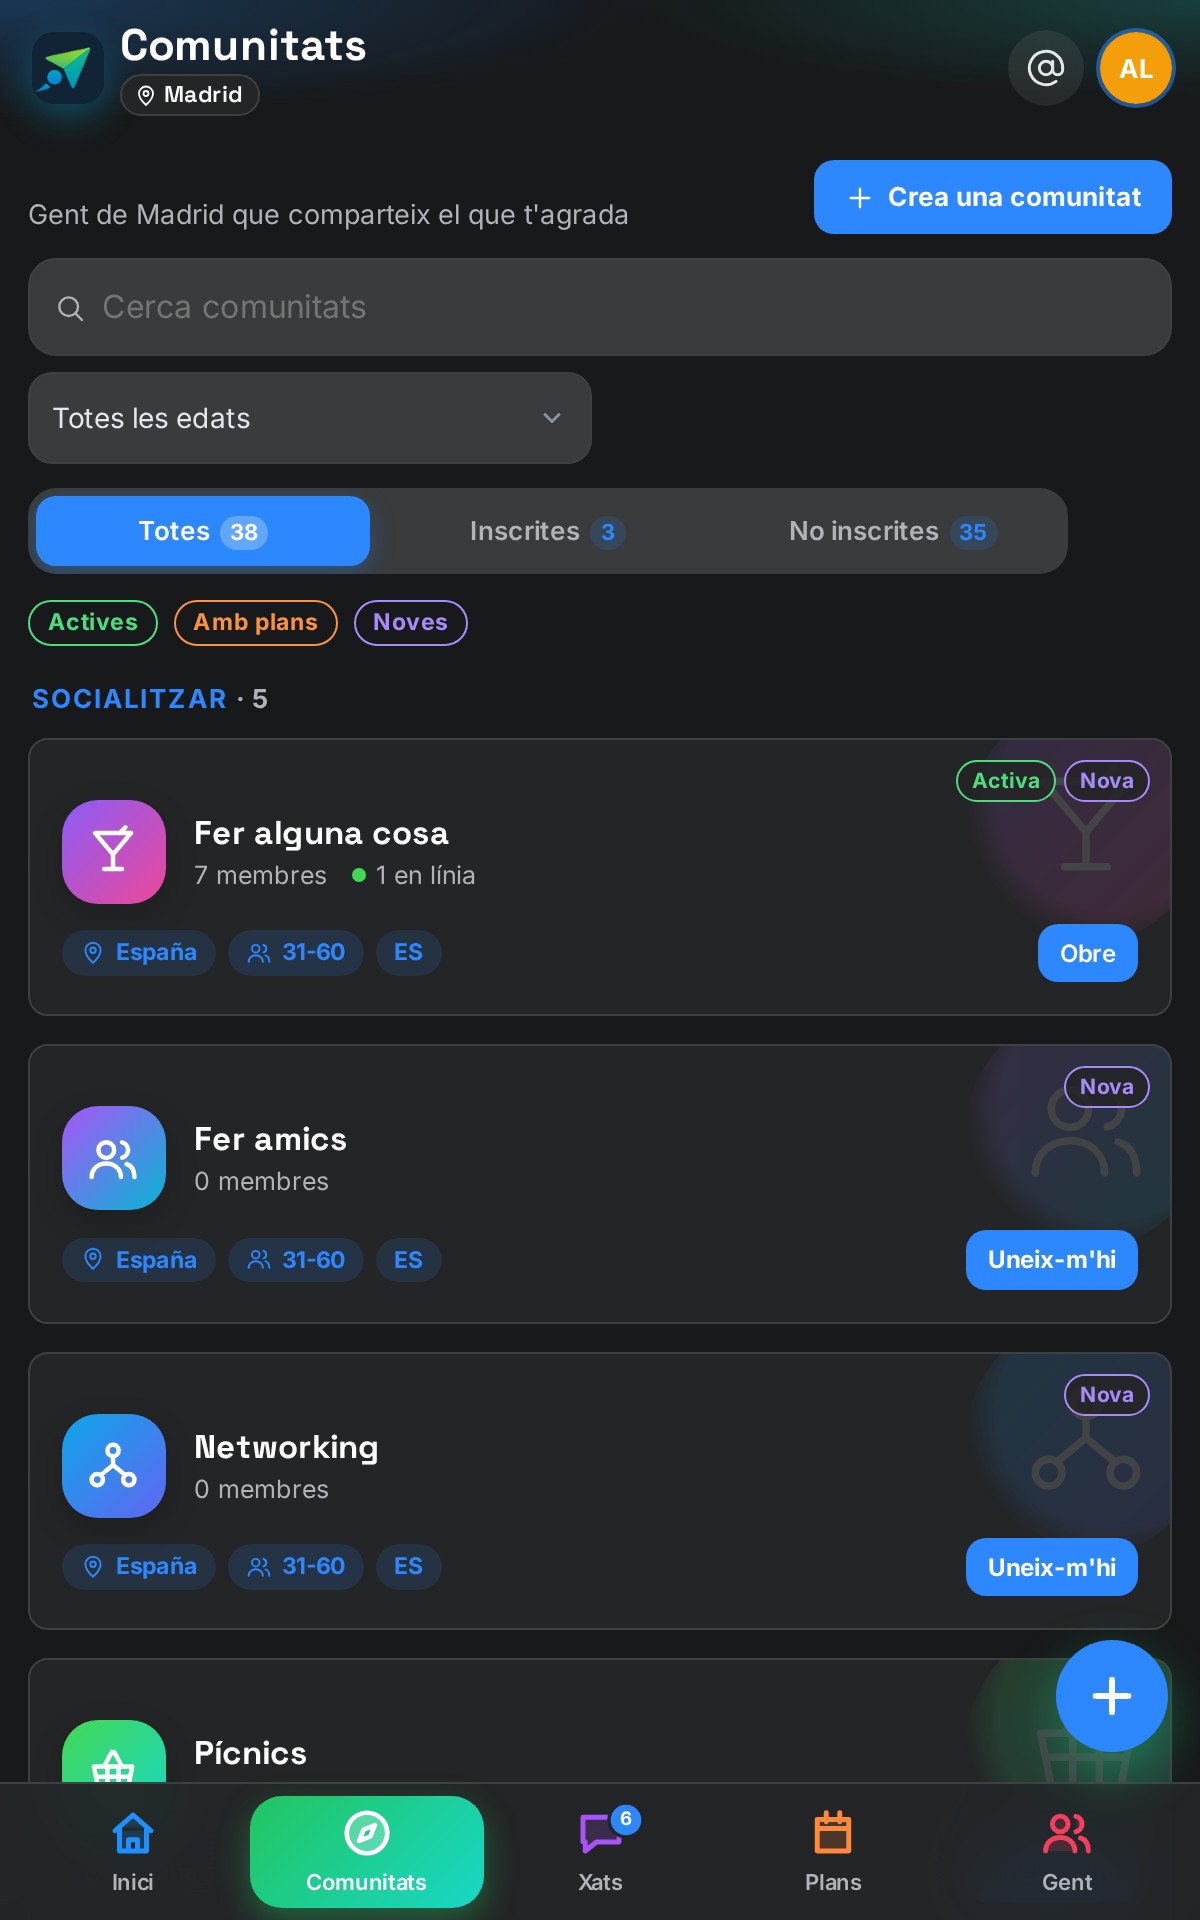 Comunitats
Madrid
AL
Gent de Madrid que comparteix el que t'agrada
Crea una comunitat
Cerca comunitats
Totes les edats
Totes 38
Inscrites 3
No inscrites 35
Actives
Amb plans
Noves
SOCIALITZAR · 5
Activa
Nova
Fer alguna cosa
7 membres
1 en línia
España
31-60
ES
Obre
Nova
Fer amics
0 membres
España
31-60
ES
Uneix-m'hi
Nova
Networking
0 membres
España
31-60
ES
Uneix-m'hi
Pícnics
Inici
Comunitats
6
Xats
Plans
Gent